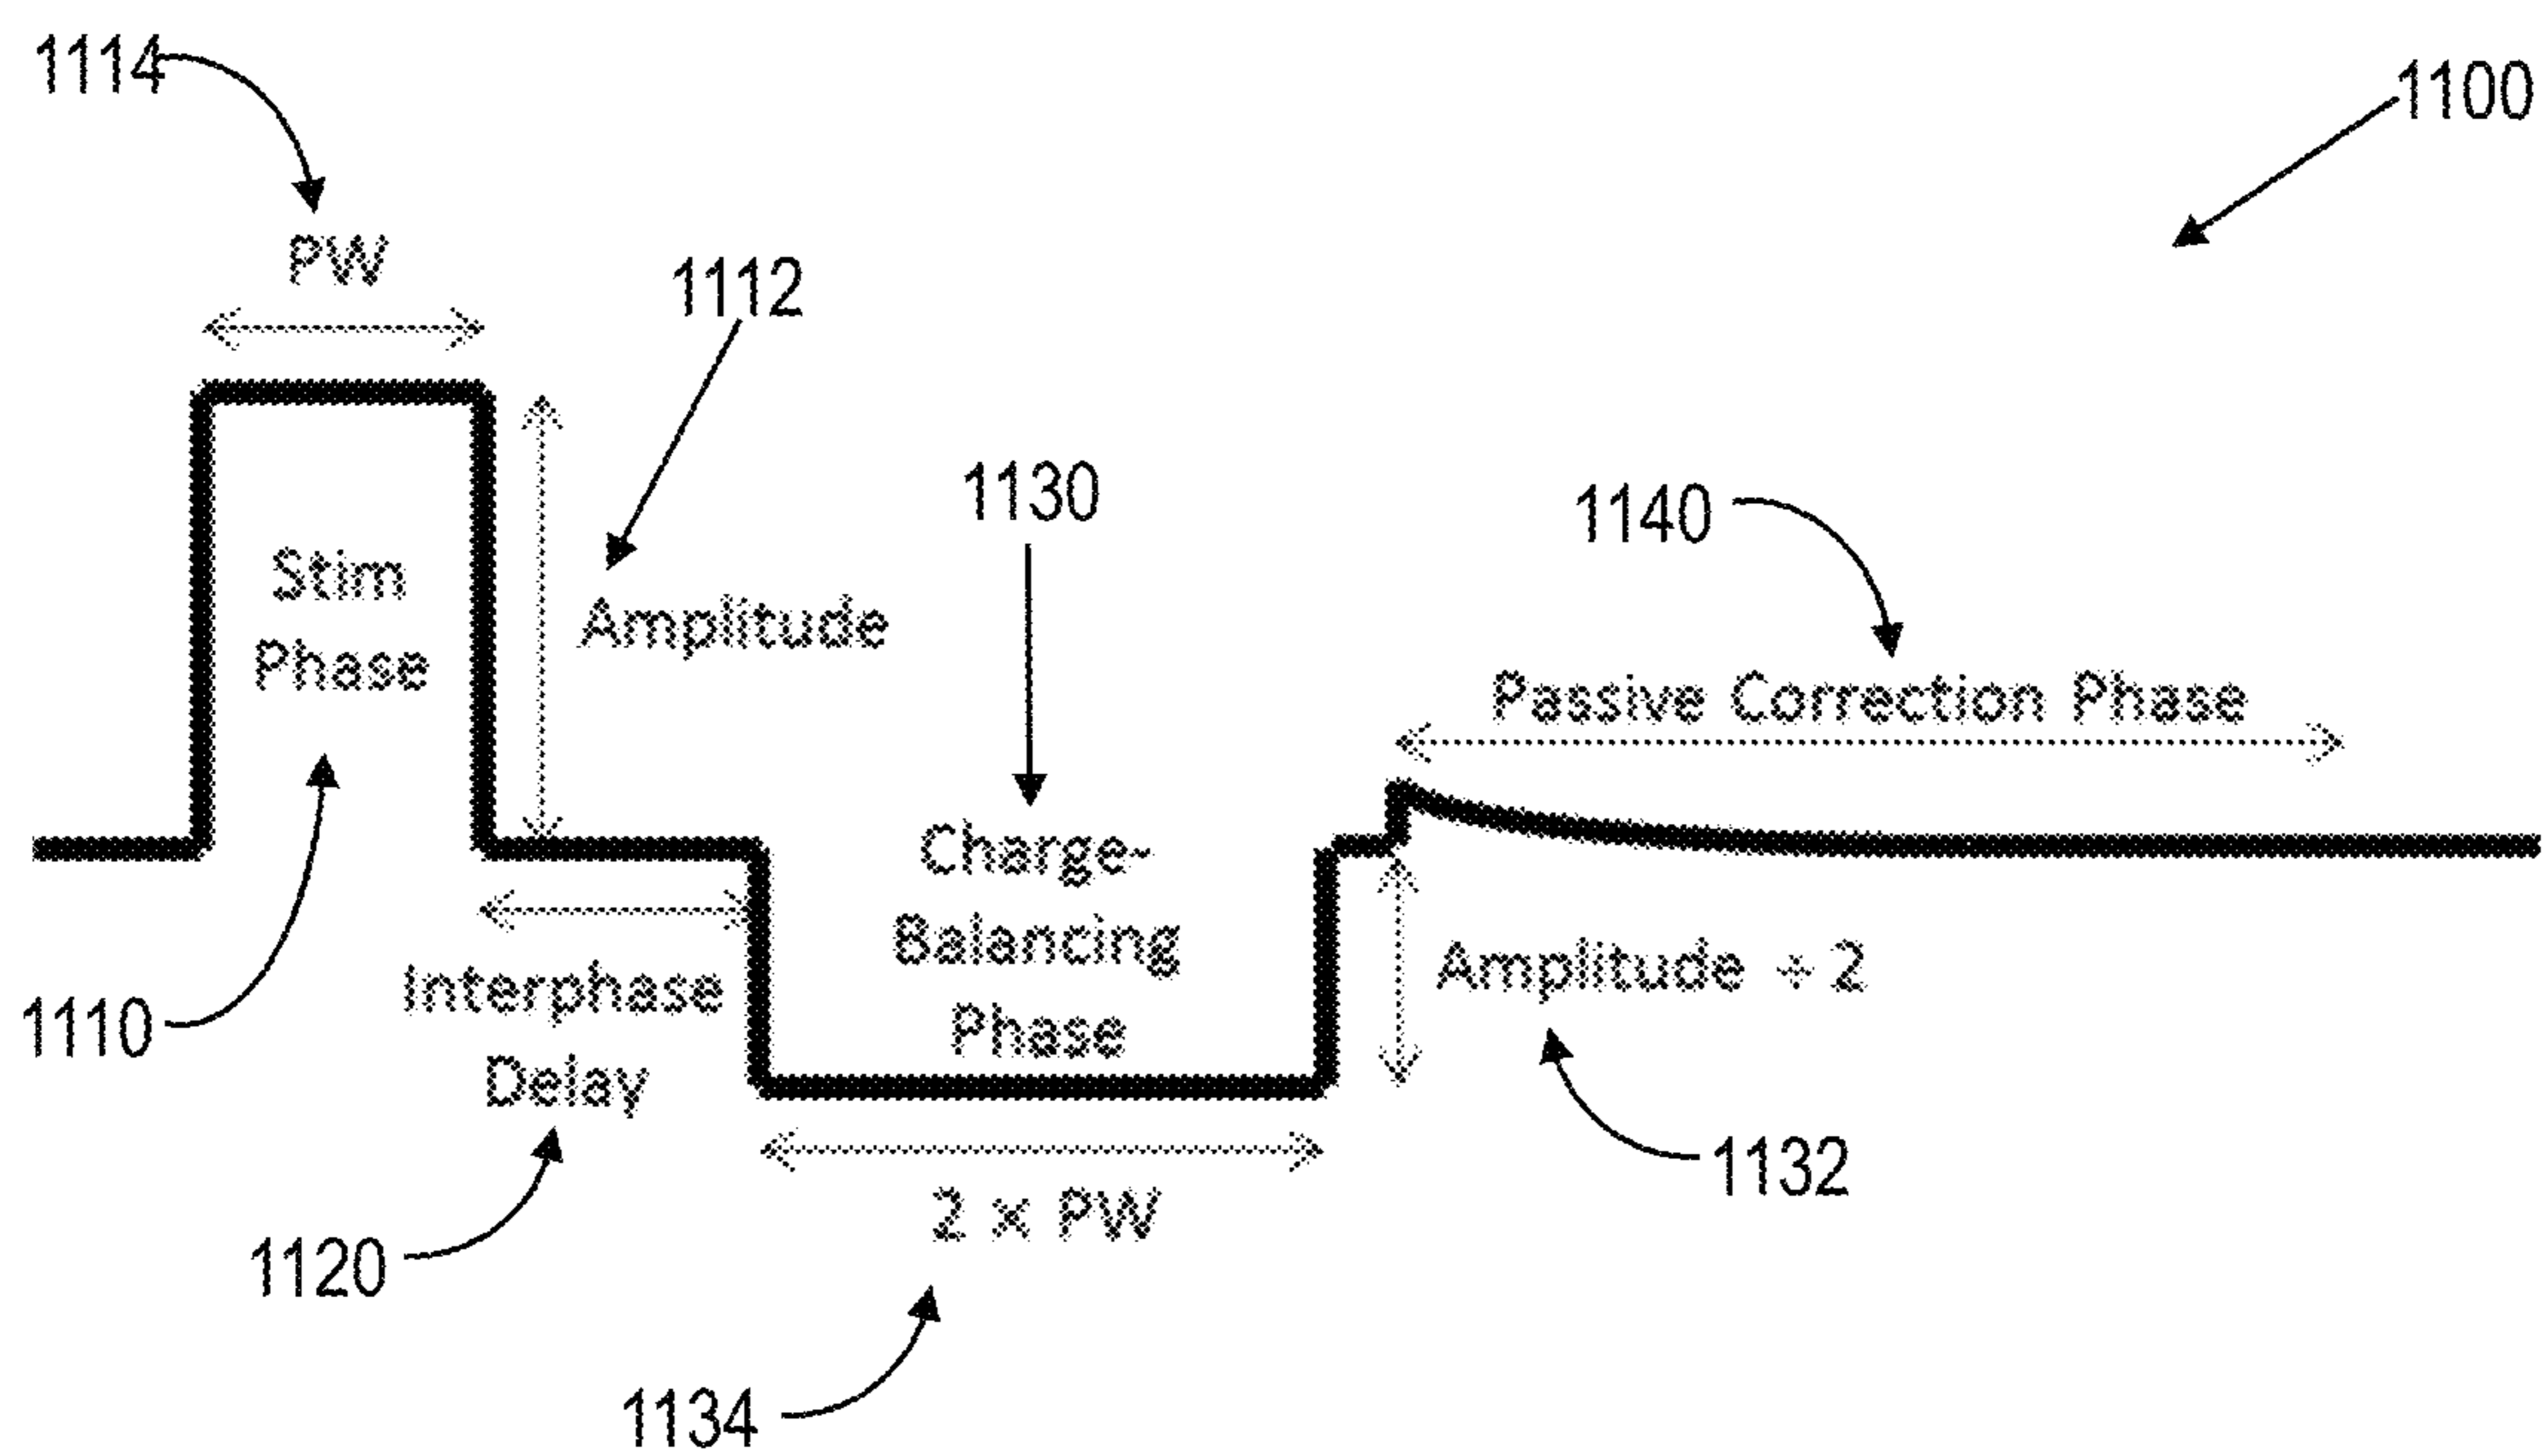 1114
1100
PW
1112
Stim
Phase
Amplitude
1130
1140
Passive Correction Phase
Charge-
Balancing
Phase
Interphase
Delay
Amplitude ÷ 2
1110
1132
2 × PW
1120
1134